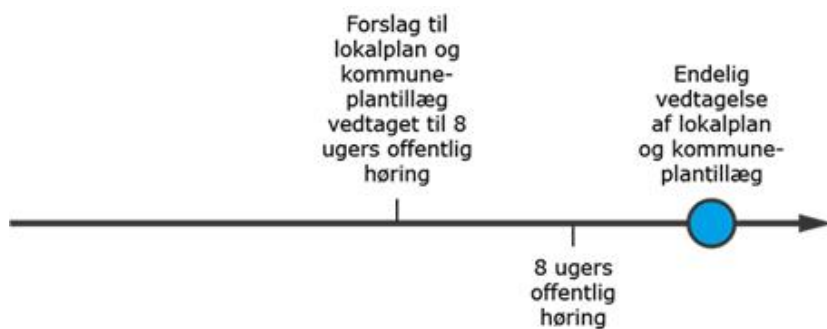 Forslag til
lokalplan og
kommune-
plantillæg
vedtaget til 8
ugers offentlig
høring
Endelig
vedtagelse
af lokalplan
og kommune-
plantillæg
8 ugers
offentlig
høring